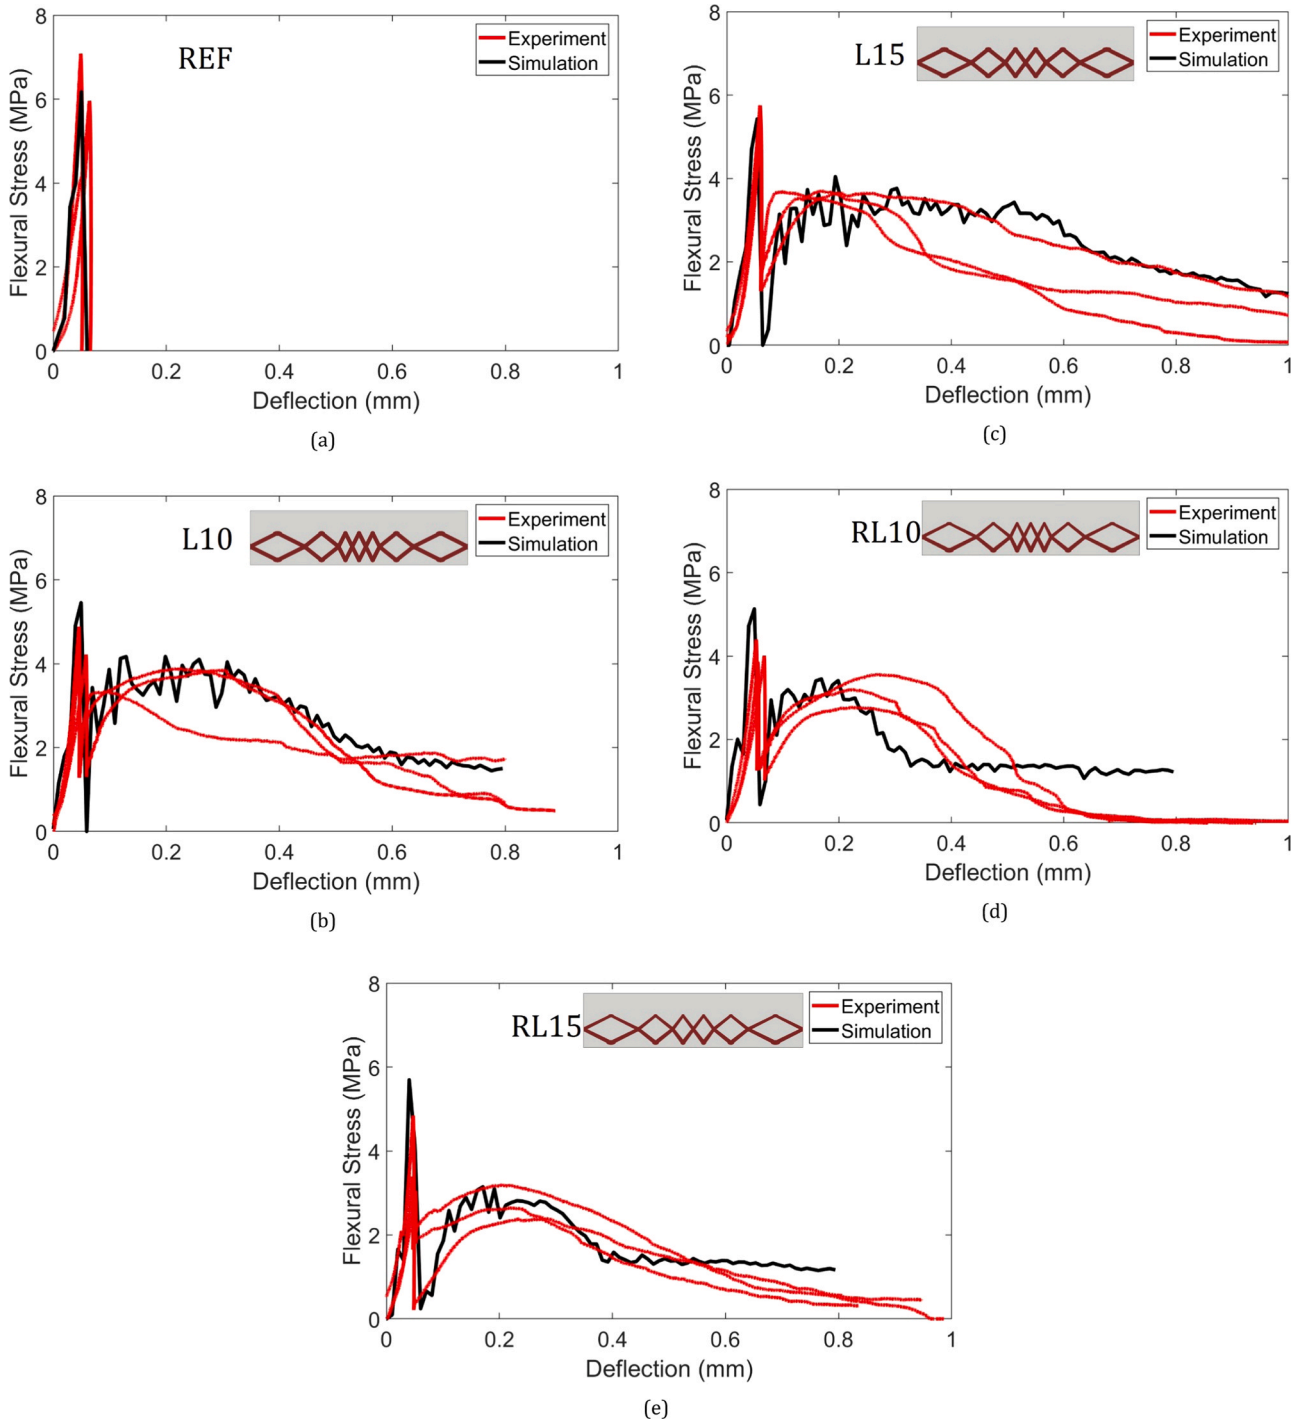 REF
Experiment
Simulation
Flexural Stress (MPa)
8
6
4
2
0
0 0.2 0.4 0.6 0.8 1
Deflection (mm)
(a)
L15
Experiment
Simulation
Flexural Stress (MPa)
8
6
4
2
0
0 0.2 0.4 0.6 0.8 1
Deflection (mm)
(c)
L10
Experiment
Simulation
Flexural Stress (MPa)
8
6
4
2
0
0 0.2 0.4 0.6 0.8 1
Deflection (mm)
(b)
RL10
Experiment
Simulation
Flexural Stress (MPa)
8
6
4
2
0
0 0.2 0.4 0.6 0.8 1
Deflection (mm)
(d)
RL15
Experiment
Simulation
Flexural Stress (MPa)
8
6
4
2
0
0 0.2 0.4 0.6 0.8 1
Deflection (mm)
(e)